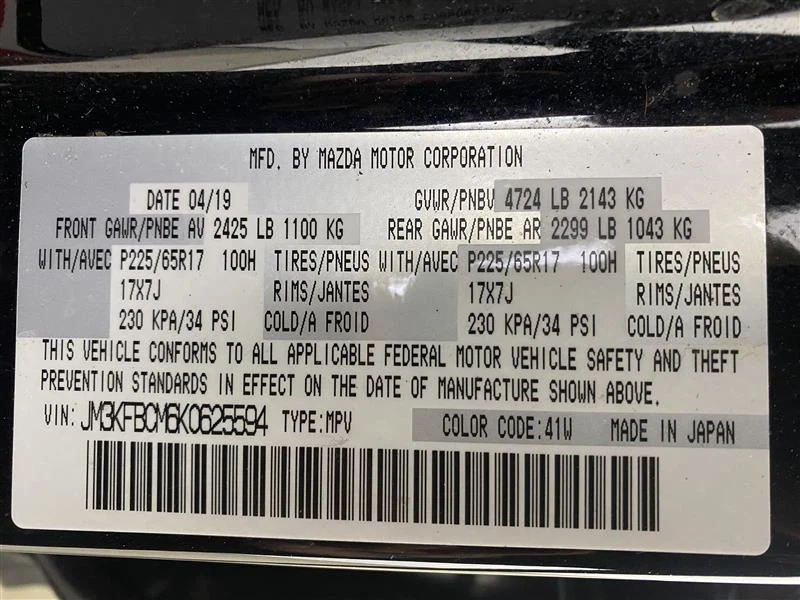 MFD. BY MAZDA MOTOR CORPORATION
DATE 04/19 GVWR/PNBV 4724 LB 2143 KG
FRONT GAWR/PNBE AV 2425 LB 1100 KG REAR GAWR/PNBE AR 2299 LB 1043 KG
WITH/AVEC P225/65R17 100H TIRES/PNEUS WITH/AVEC P225/65R17 100H TIRES/PNEUS
17X7J RIMS/JANTES 17X7J RIMS/JANTES
230 KPA/34 PSI COLD/A FROID 230 KPA/34 PSI COLD/A FROID
THIS VEHICLE CONFORMS TO ALL APPLICABLE FEDERAL MOTOR VEHICLE SAFETY AND THEFT
PREVENTION STANDARDS IN EFFECT ON THE DATE OF MANUFACTURE SHOWN ABOVE.
VIN: JM3KFBCM6K0625594 TYPE:MPV COLOR CODE:41W MADE IN JAPAN